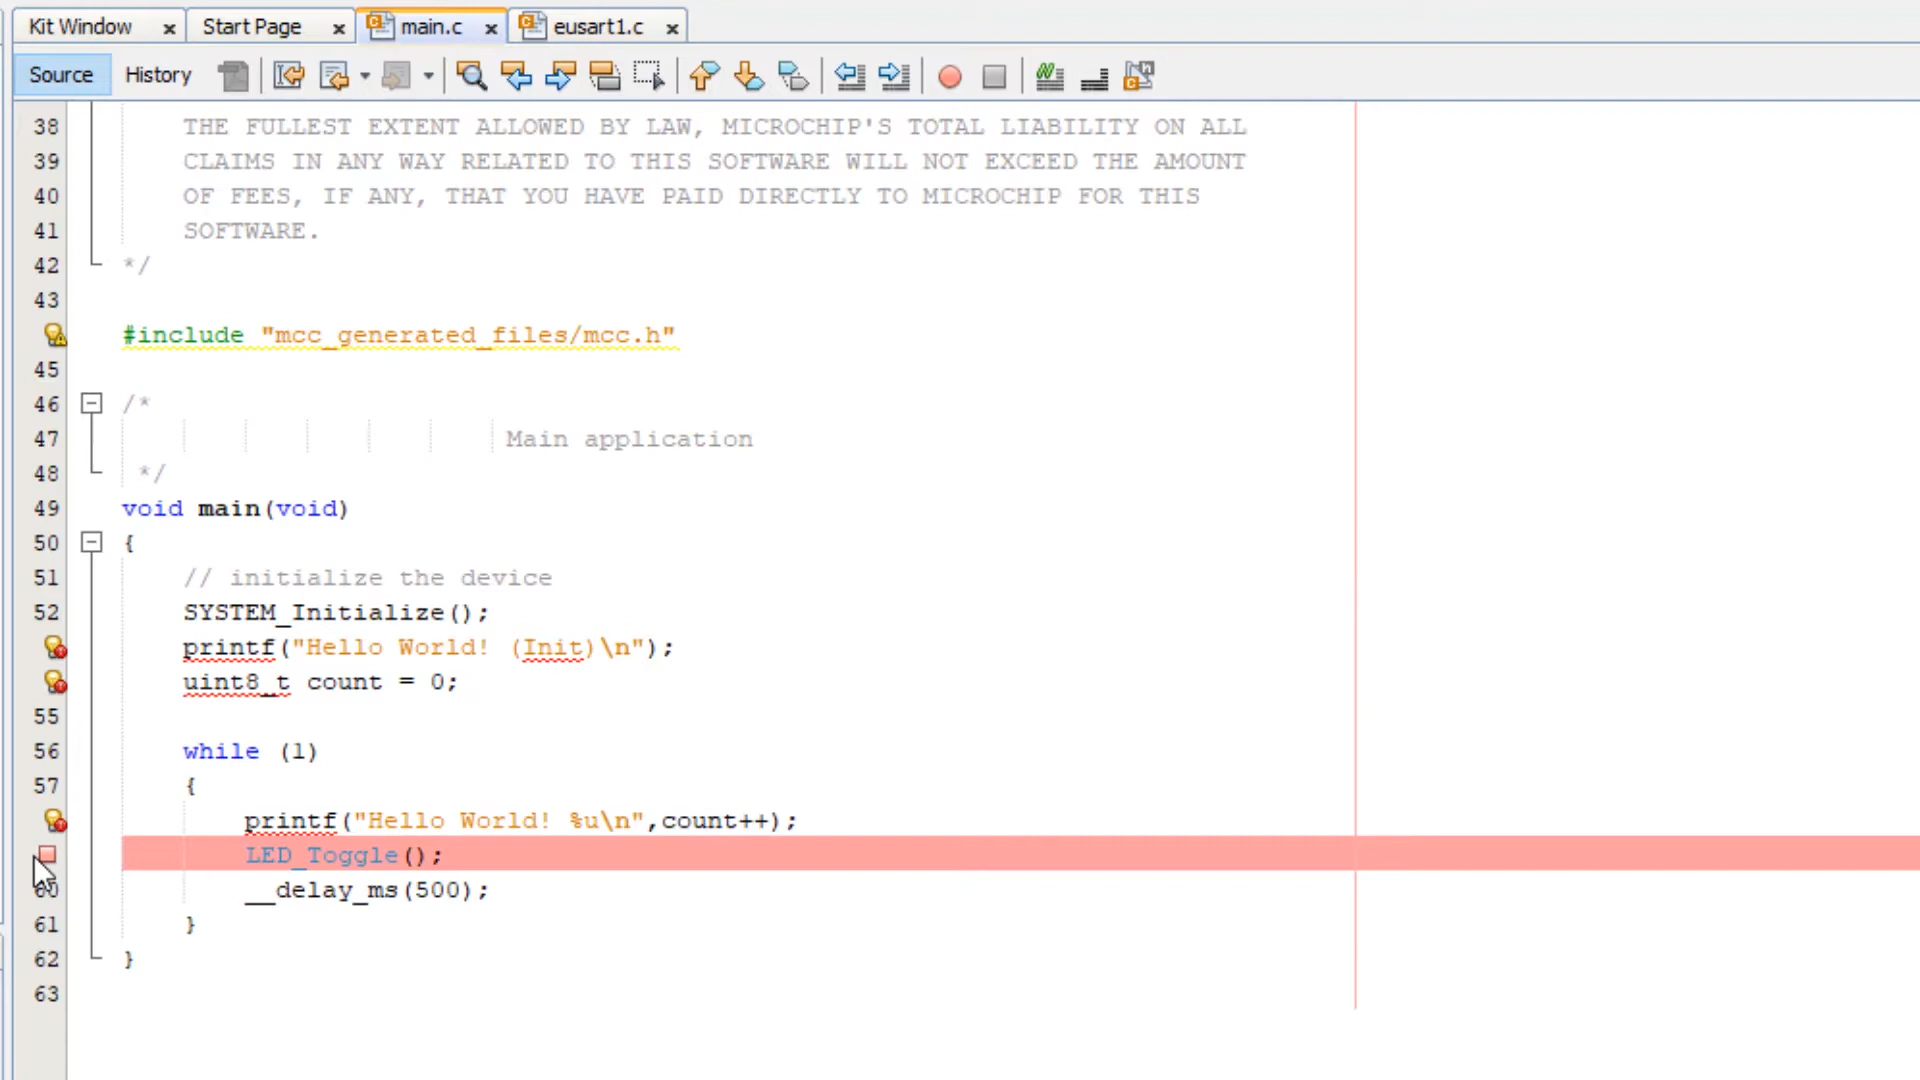 Kit Window x Start Page x main.c x eusart1.c x
Source History
38 THE FULLEST EXTENT ALLOWED BY LAW, MICROCHIP'S TOTAL LIABILITY ON ALL
39 CLAIMS IN ANY WAY RELATED TO THIS SOFTWARE WILL NOT EXCEED THE AMOUNT
40 OF FEES, IF ANY, THAT YOU HAVE PAID DIRECTLY TO MICROCHIP FOR THIS
41 SOFTWARE.
42 */
43
#include "mcc_generated_files/mcc.h"
45
46 /*
47 Main application
48 */
49 void main(void)
50 {
51 // initialize the device
52 SYSTEM_Initialize();
printf("Hello World! (Init)\n");
uint8_t count = 0;
55
56 while (1)
57 {
printf("Hello World! %u\n",count++);
LED_Toggle();
60 __delay_ms(500);
61 }
62 }
63